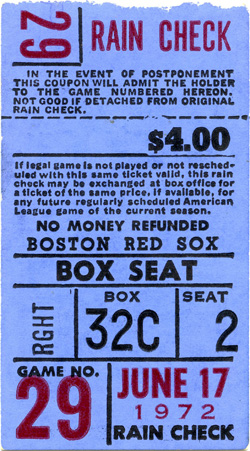 29
RAIN CHECK
IN THE EVENT OF POSTPONEMENT
THIS COUPON WILL ADMIT THE HOLDER
TO THE GAME NUMBERED HEREON.
NOT GOOD IF DETACHED FROM ORIGINAL
RAIN CHECK.
$4.00
If legal game is not played or not resched-
uled with this same ticket valid, this rain
check may be exchanged at box office for
a ticket of the same price, if available, for
any future regularly scheduled American
League game of the current season.
NO MONEY REFUNDED
BOSTON RED SOX
BOX SEAT
RGHT
BOX
32C
SEAT
2
GAME NO.
29
JUNE 17
1972
RAIN CHECK